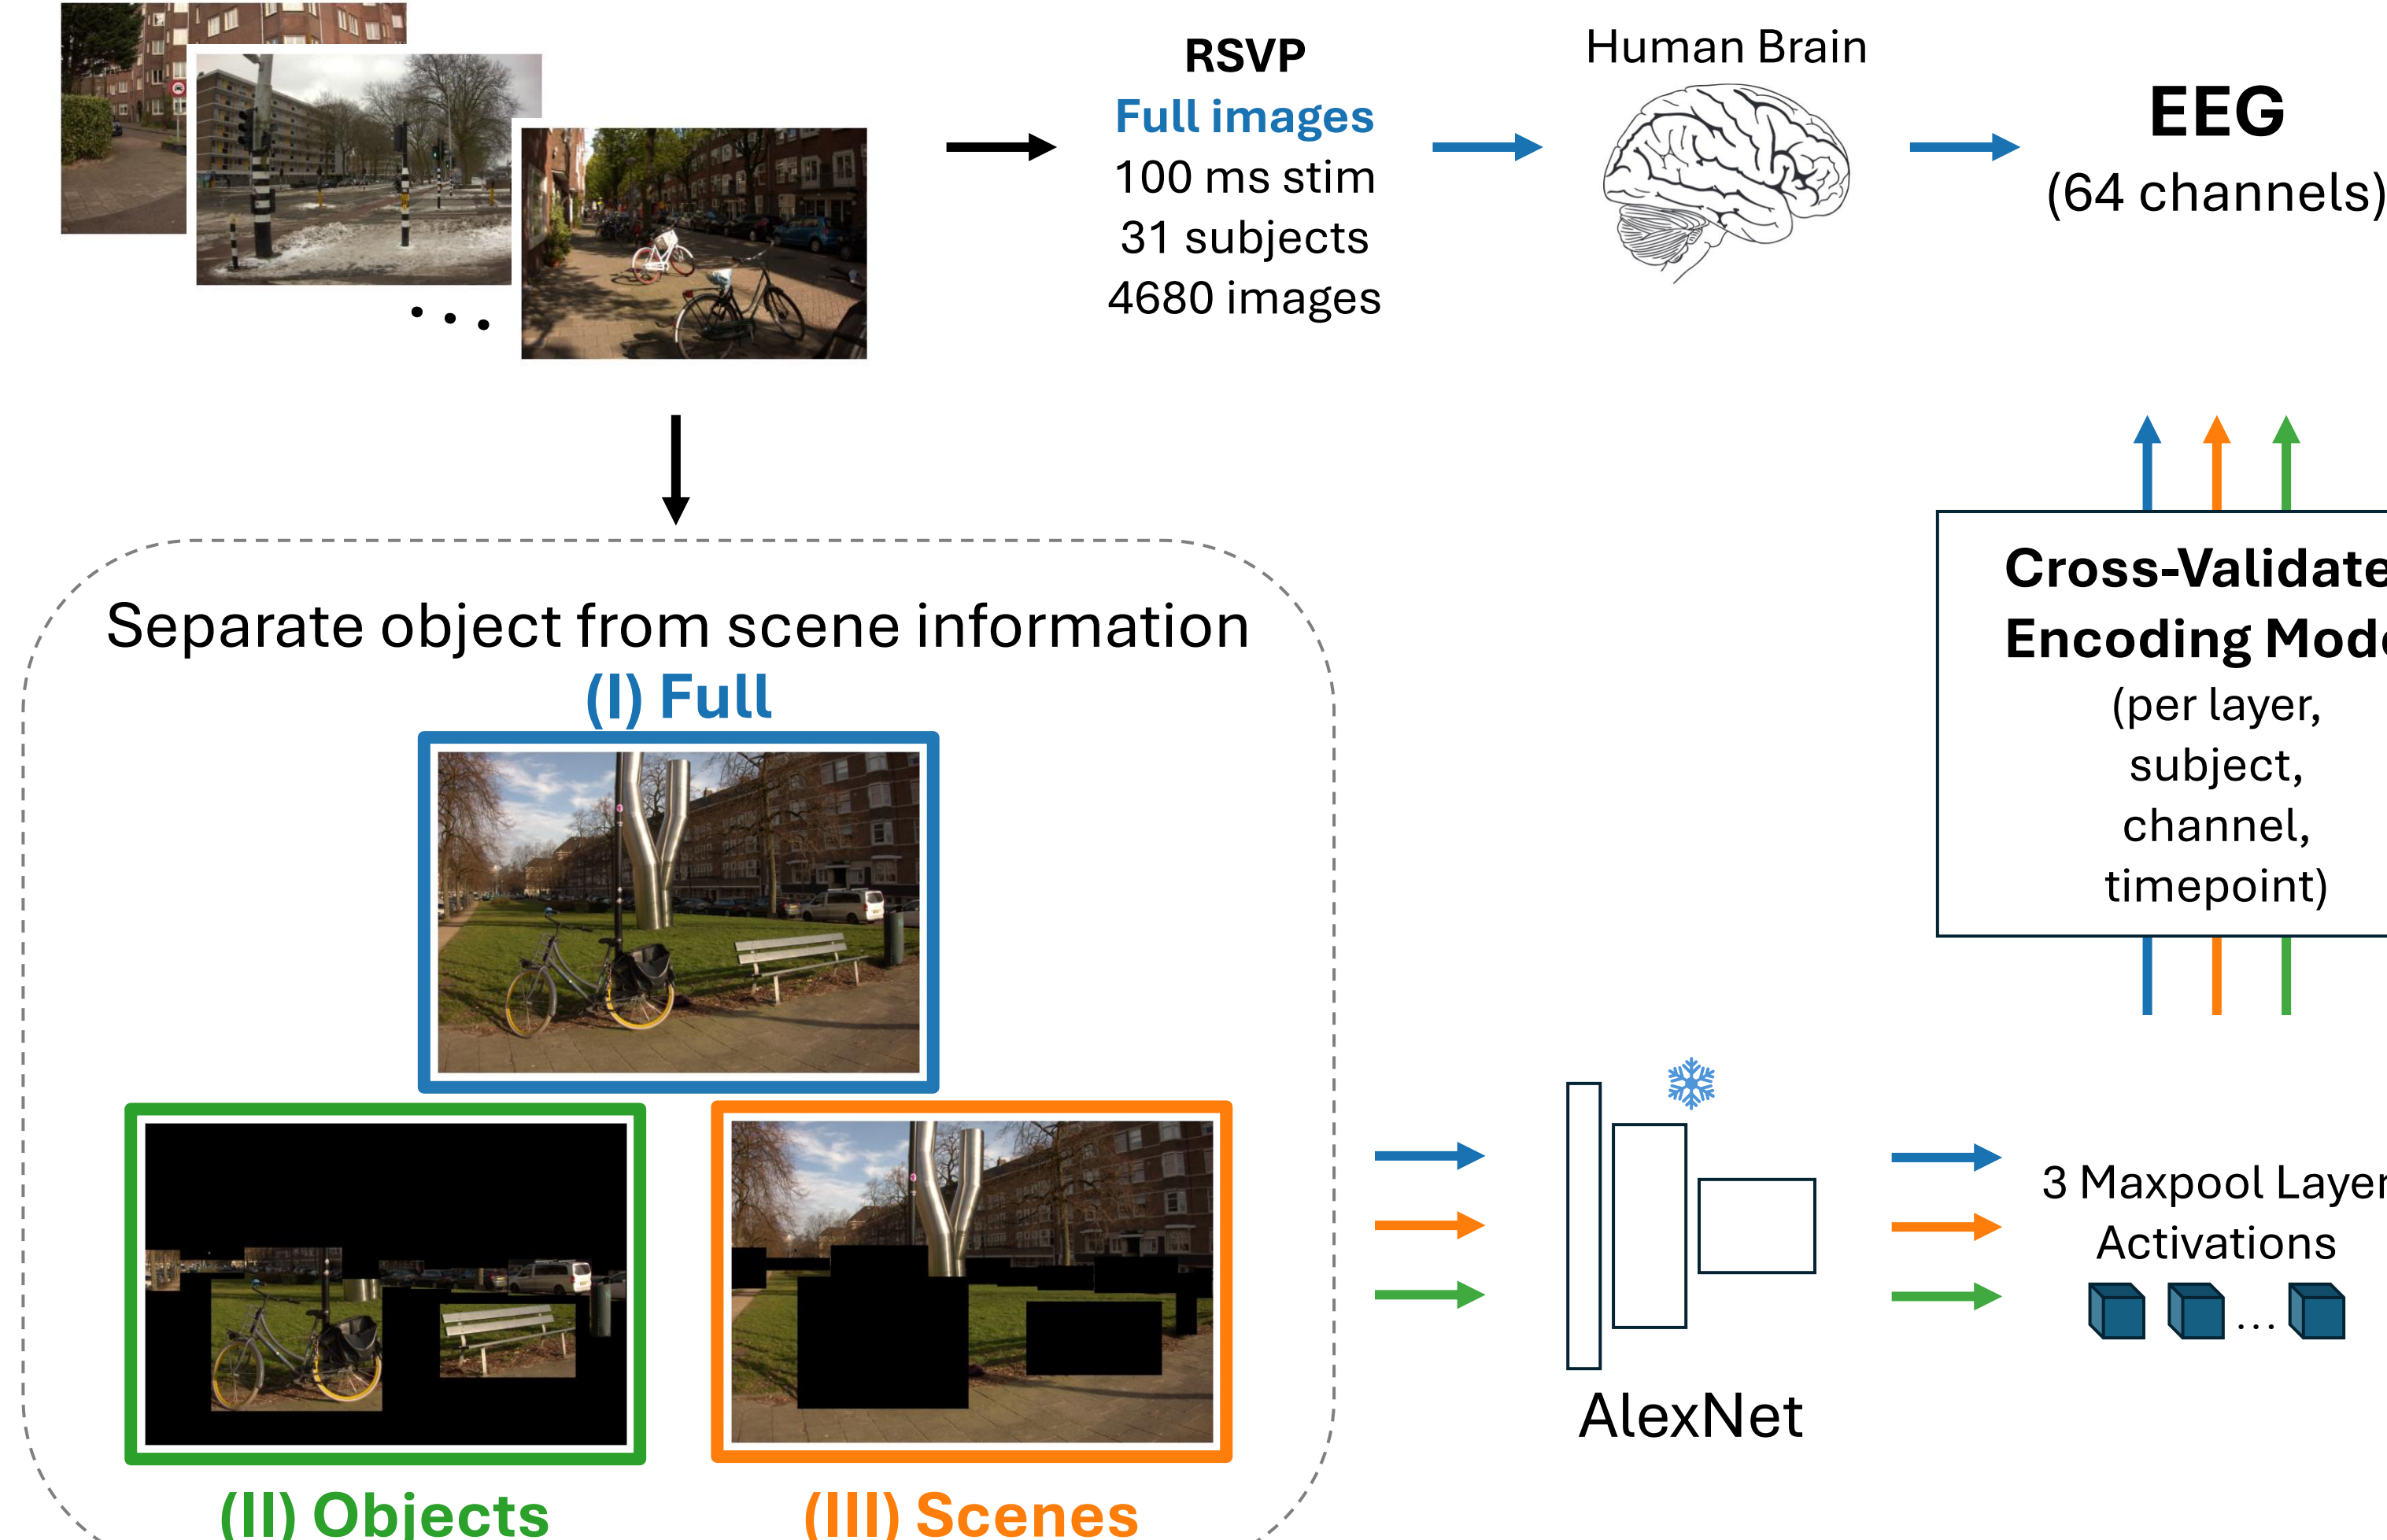 RSVP
Full images
100 ms stim
31 subjects
4680 images
Human Brain
EEG
(64 channels)
Separate object from scene information
(I) Full
(II) Objects
(III) Scenes
AlexNet
3 Maxpool Layer
Activations
...
Cross-Validate
Encoding Mod
(per layer,
subject,
channel,
timepoint)